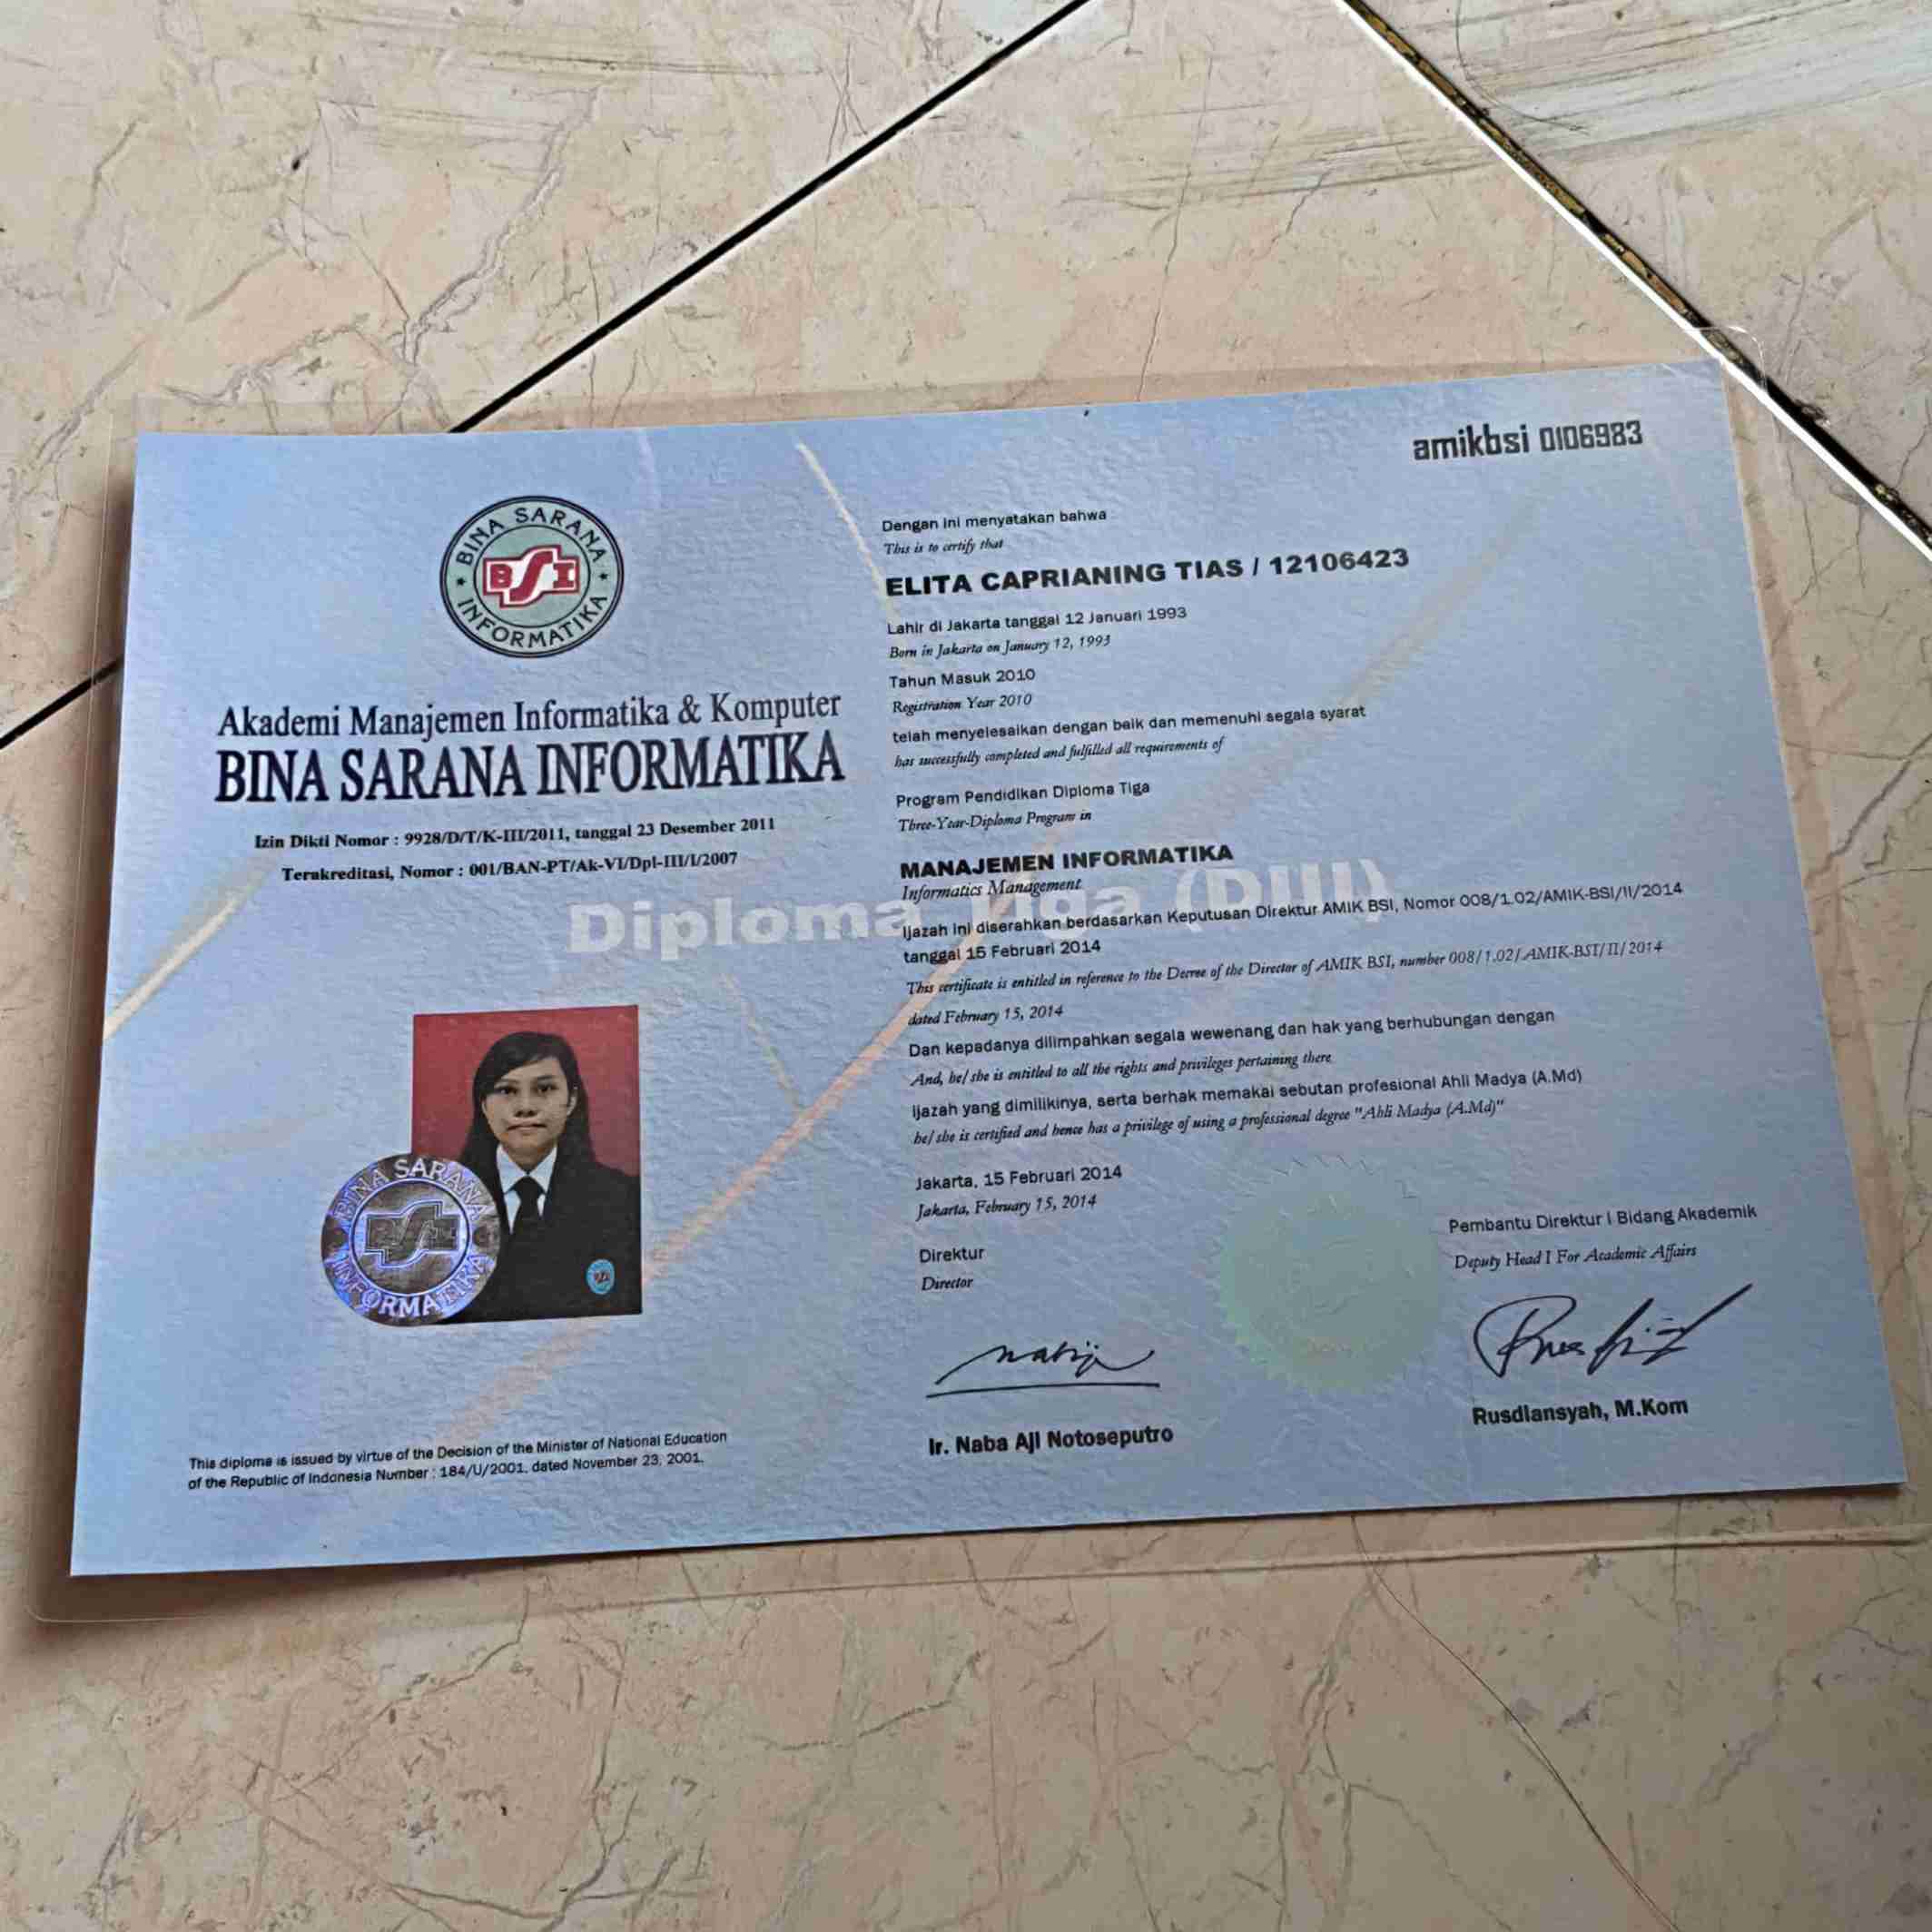 amikbsi 0106983
BINA SARANA
BSI
INFORMATIKA
Akademi Manajemen Informatika & Komputer
BINA SARANA INFORMATIKA
Izin Dikti Nomor : 9928/D/T/K-III/2011, tanggal 23 Desember 2011
Terakreditasi, Nomor : 001/BAN-PT/Ak-VI/Dpl-III/I/2007
Diploma Tiga (DIII)
BINA SARANA
BSI
INFORMATIKA
BSI
This diploma is issued by virtue of the Decision of the Minister of National Education
of the Republic of Indonesia Number : 184/U/2001. dated November 23, 2001.
Dengan ini menyatakan bahwa
This is to certify that
ELITA CAPRIANING TIAS / 12106423
Lahir di Jakarta tanggal 12 Januari 1993
Born in Jakarta on January 12, 1993
Tahun Masuk 2010
Registration Year 2010
telah menyelesaikan dengan baik dan memenuhi segala syarat
has successfully completed and fulfilled all requirements of
Program Pendidikan Diploma Tiga
Three-Year-Diploma Program in
MANAJEMEN INFORMATIKA
Informatics Management
Ijazah ini diserahkan berdasarkan Keputusan Direktur AMIK BSI, Nomor 008/1.02/AMIK-BSI/II/2014
tanggal 15 Februari 2014
This certificate is entitled in reference to the Decree of the Director of AMIK BSI, number 008/1.02/AMIK-BSI/II/2014
dated February 15, 2014
Dan kepadanya dilimpahkan segala wewenang dan hak yang berhubungan dengan
And, he/she is entitled to all the rights and privileges pertaining there
ijazah yang dimilikinya, serta berhak memakai sebutan profesional Ahli Madya (A.Md)
he/she is certified and hence has a privilege of using a professional degree "Ahli Madya (A.Md)"
Jakarta, 15 Februari 2014
Jakarta, February 15, 2014
Direktur
Director
Ir. Naba Aji Notoseputro
Pembantu Direktur I Bidang Akademik
Deputy Head I For Academic Affairs
Rusdiansyah, M.Kom